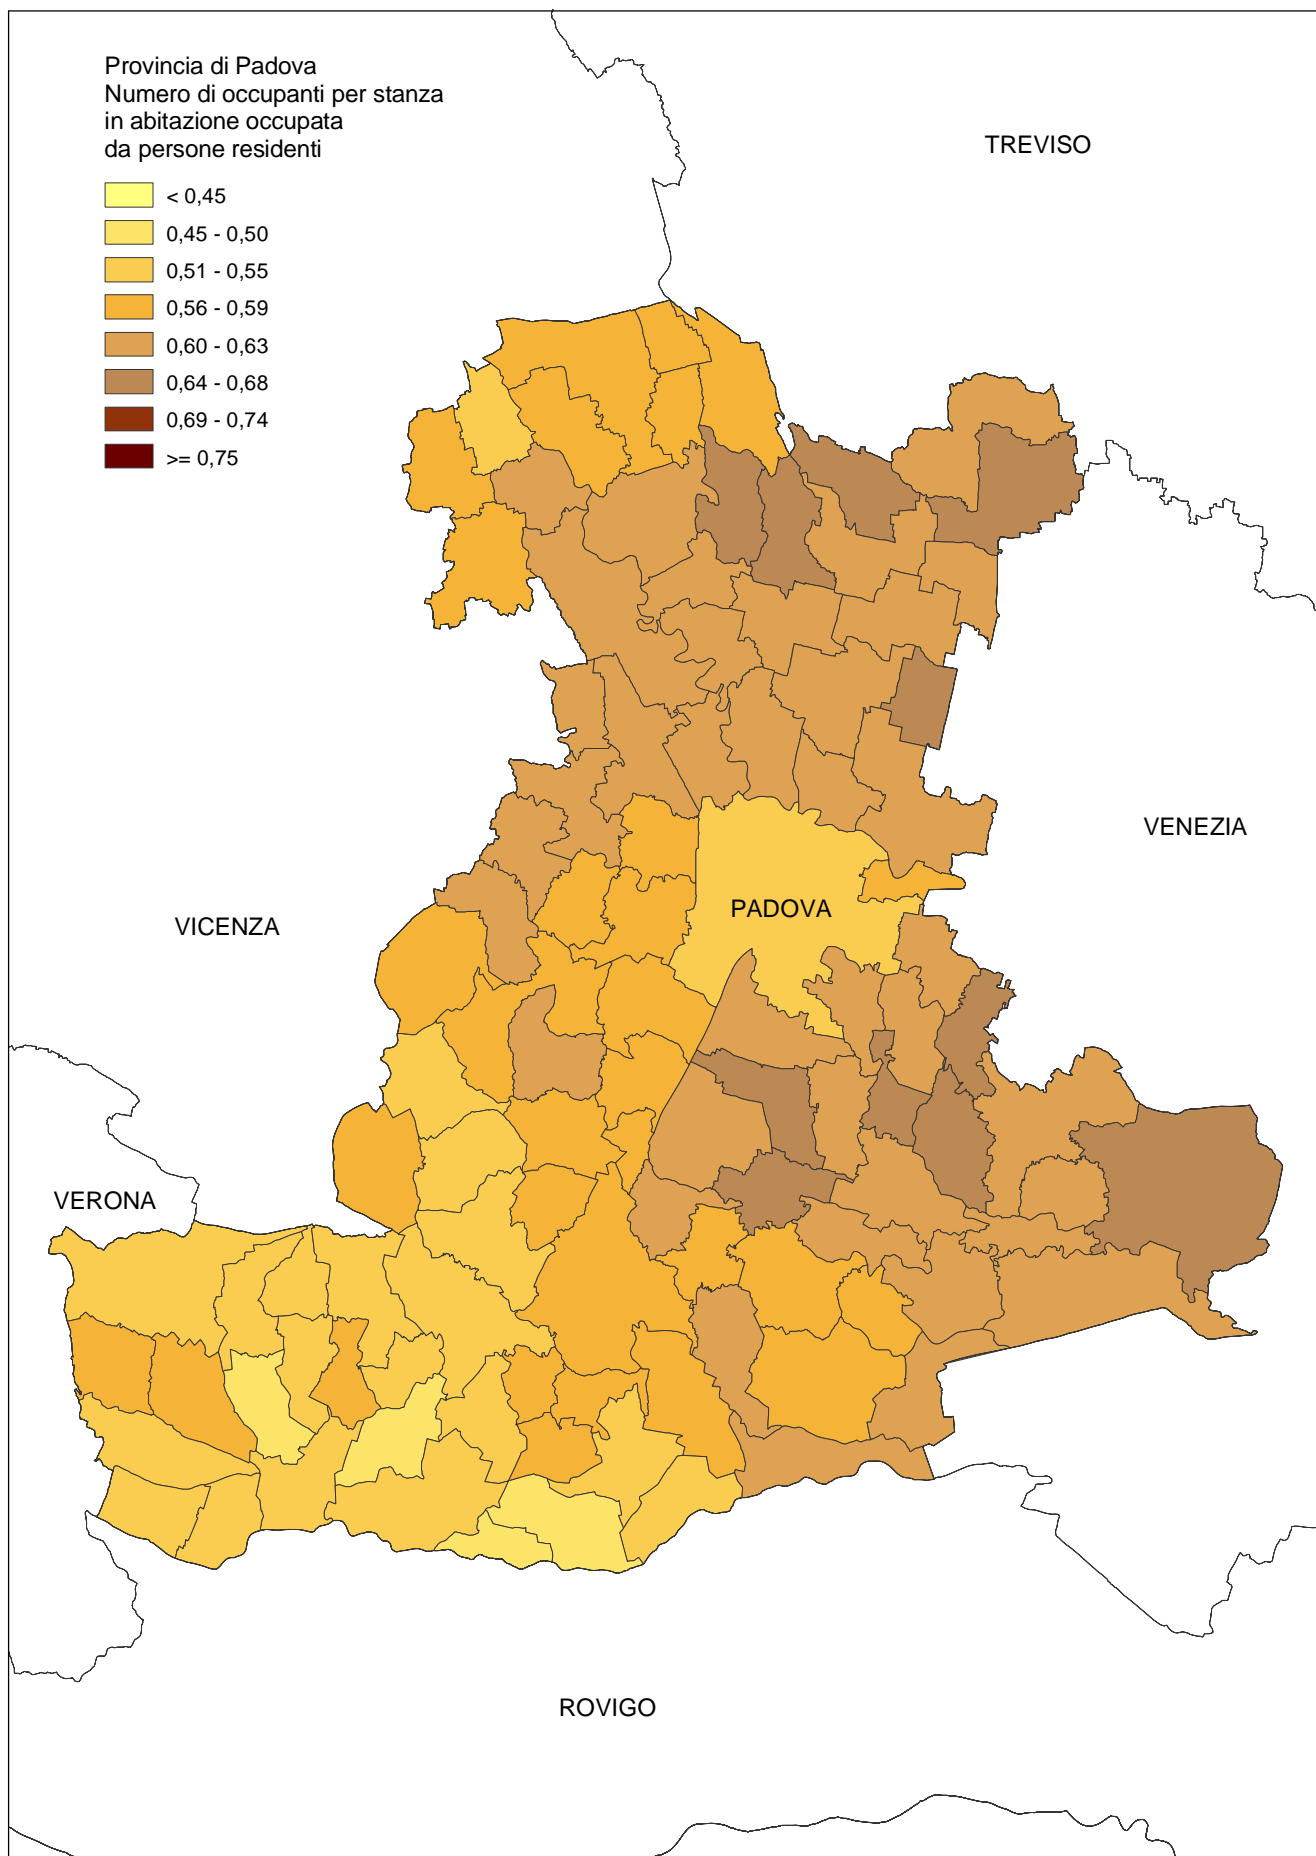 Provincia di Padova
Numero di occupanti per stanza
in abitazione occupata
da persone residenti
< 0,45
0,45 - 0,50
0,51 - 0,55
0,56 - 0,59
0,60 - 0,63
0,64 - 0,68
0,69 - 0,74
>= 0,75
TREVISO
VENEZIA
PADOVA
VICENZA
VERONA
ROVIGO